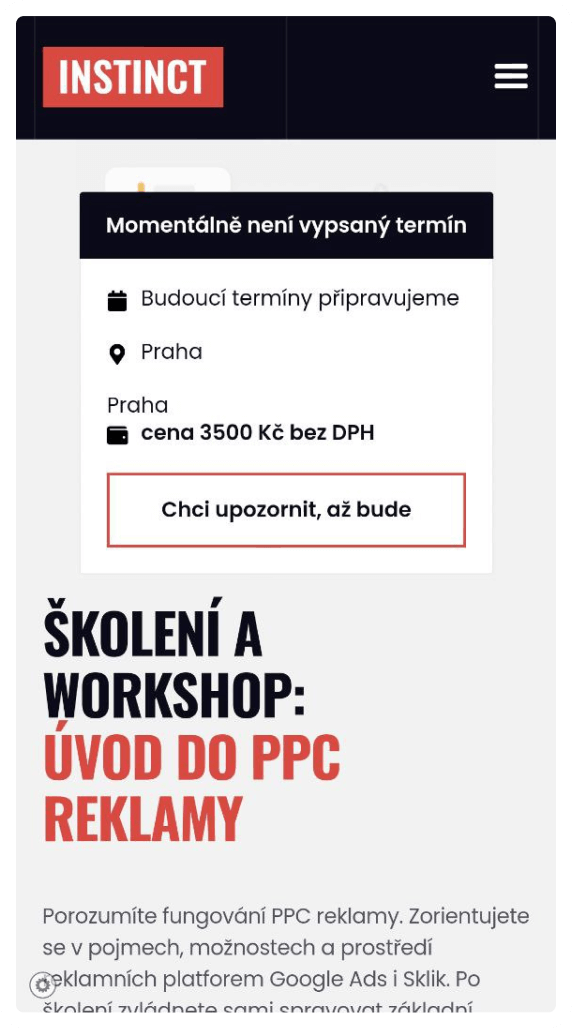 INSTINCT
Momentálně není vypsaný termín
Budoucí termíny připravujeme
Praha
Praha
cena 3500 Kč bez DPH
Chci upozornit, až bude
ŠKOLENÍ A
WORKSHOP:
ÚVOD DO PPC
REKLAMY
Porozumíte fungování PPC reklamy. Zorientujete
se v pojmech, možnostech a prostředí
reklamních platforem Google Ads i Sklik. Po
školení zvládnete sami spravovat základní